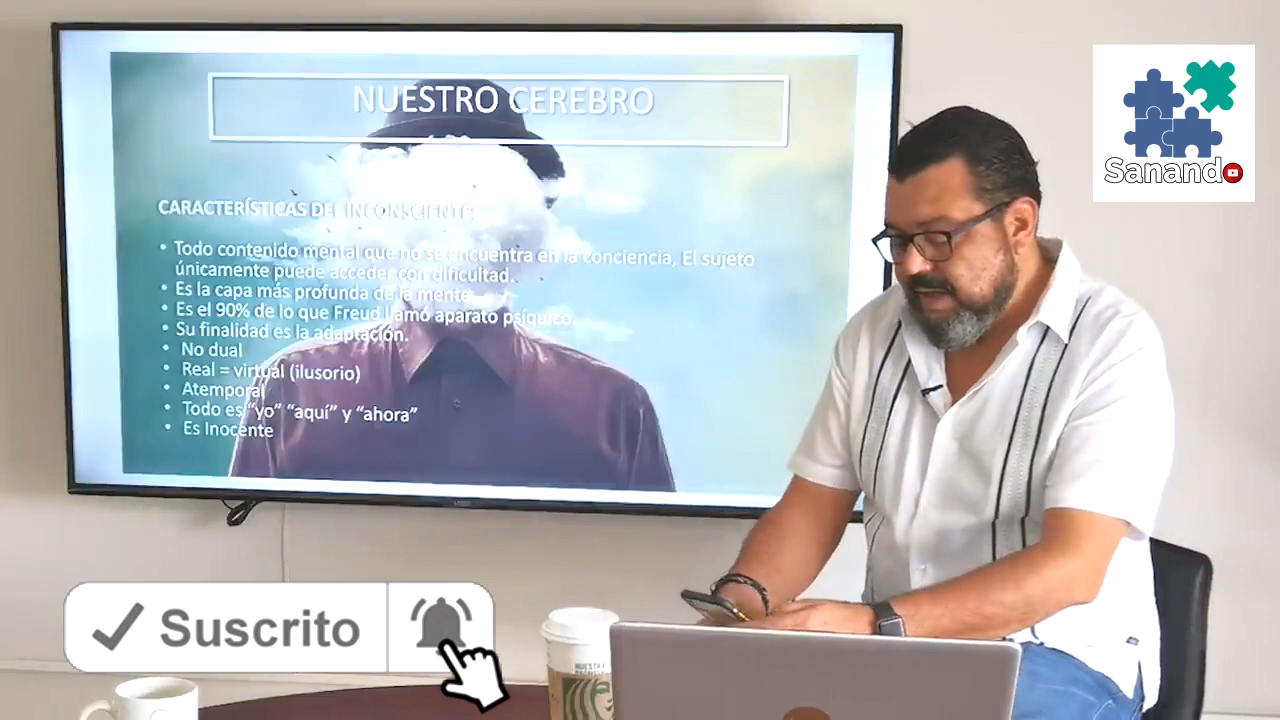 NUESTRO CEREBRO
CARACTERÍSTICAS DEL INCONSCIENTE:
• Todo contenido mental que no se encuentra en la conciencia, El sujeto
únicamente puede acceder con dificultad.
• Es la capa más profunda de la mente.
• Es el 90% de lo que Freud llamó aparato psíquico.
• Su finalidad es la adaptación.
• No dual
• Real = virtual (ilusorio)
• Atemporal
• Todo es “yo” “aquí” y “ahora”
• Es Inocente
Sanando
Suscrito